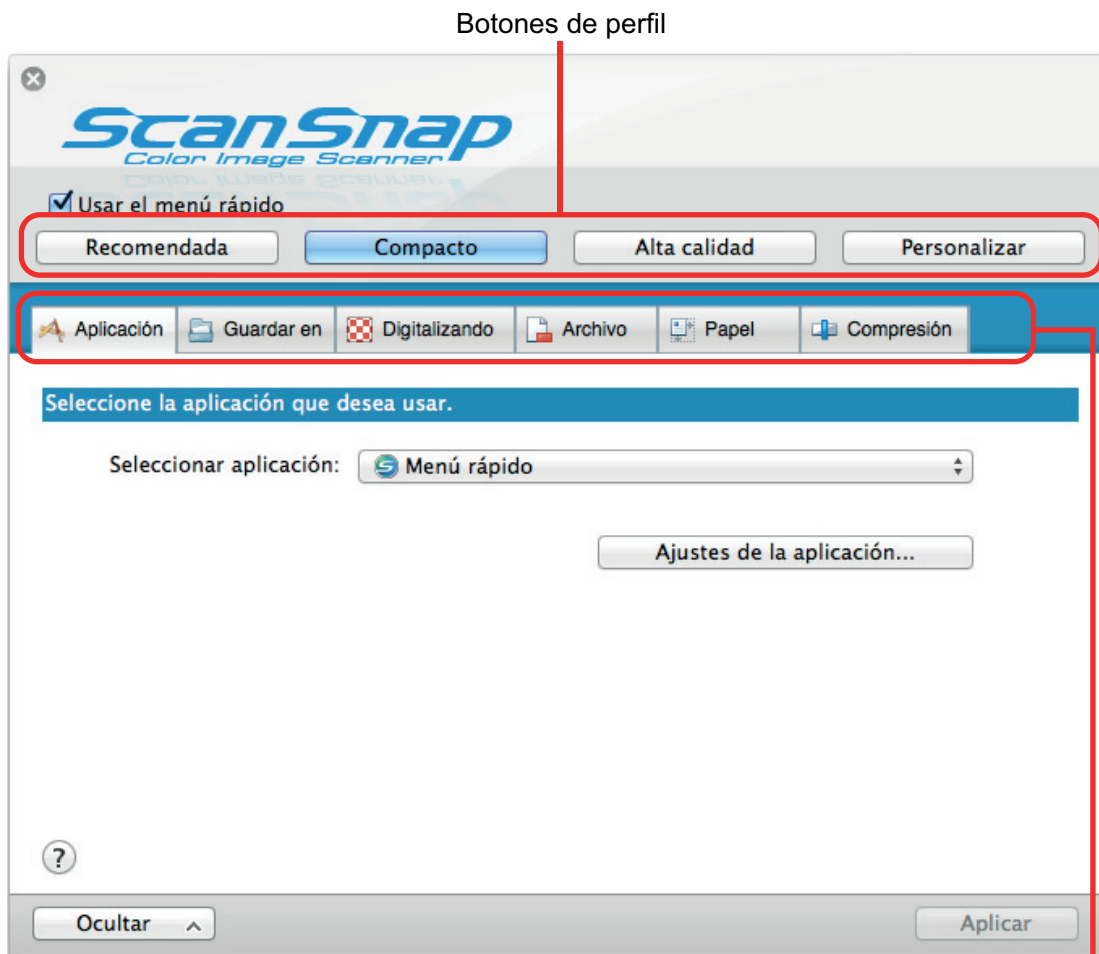 Botones de perfil
ScanSnap
Color Image Scanner
Usar el menú rápido
Recomendada Compacto Alta calidad Personalizar
Aplicación Guardar en Digitalizando Archivo Papel Compresión
Seleccione la aplicación que desea usar.
Seleccionar aplicación: Menú rápido
Ajustes de la aplicación...
?
Ocultar Aplicar